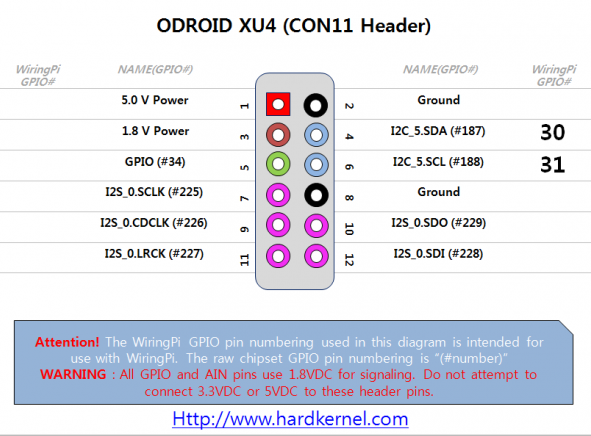 ODROID XU4 (CON11 Header)
WiringPi GPIO# NAME(GPIO#) NAME(GPIO#) WiringPi GPIO#
5.0 V Power 1 2 Ground
1.8 V Power 3 4 I2C_5.SDA (#187) 30
GPIO (#34) 5 6 I2C_5.SCL (#188) 31
I2S_0.SCLK (#225) 7 8 Ground
I2S_0.CDCLK (#226) 9 10 I2S_0.SDO (#229)
I2S_0.LRCK (#227) 11 12 I2S_0.SDI (#228)
Attention! The WiringPi GPIO pin numbering used in this diagram is intended for
use with WiringPi. The raw chipset GPIO pin numbering is "(#number)"
WARNING : All GPIO and AIN pins use 1.8VDC for signaling. Do not attempt to
connect 3.3VDC or 5VDC to these header pins.
Http://www.hardkernel.com